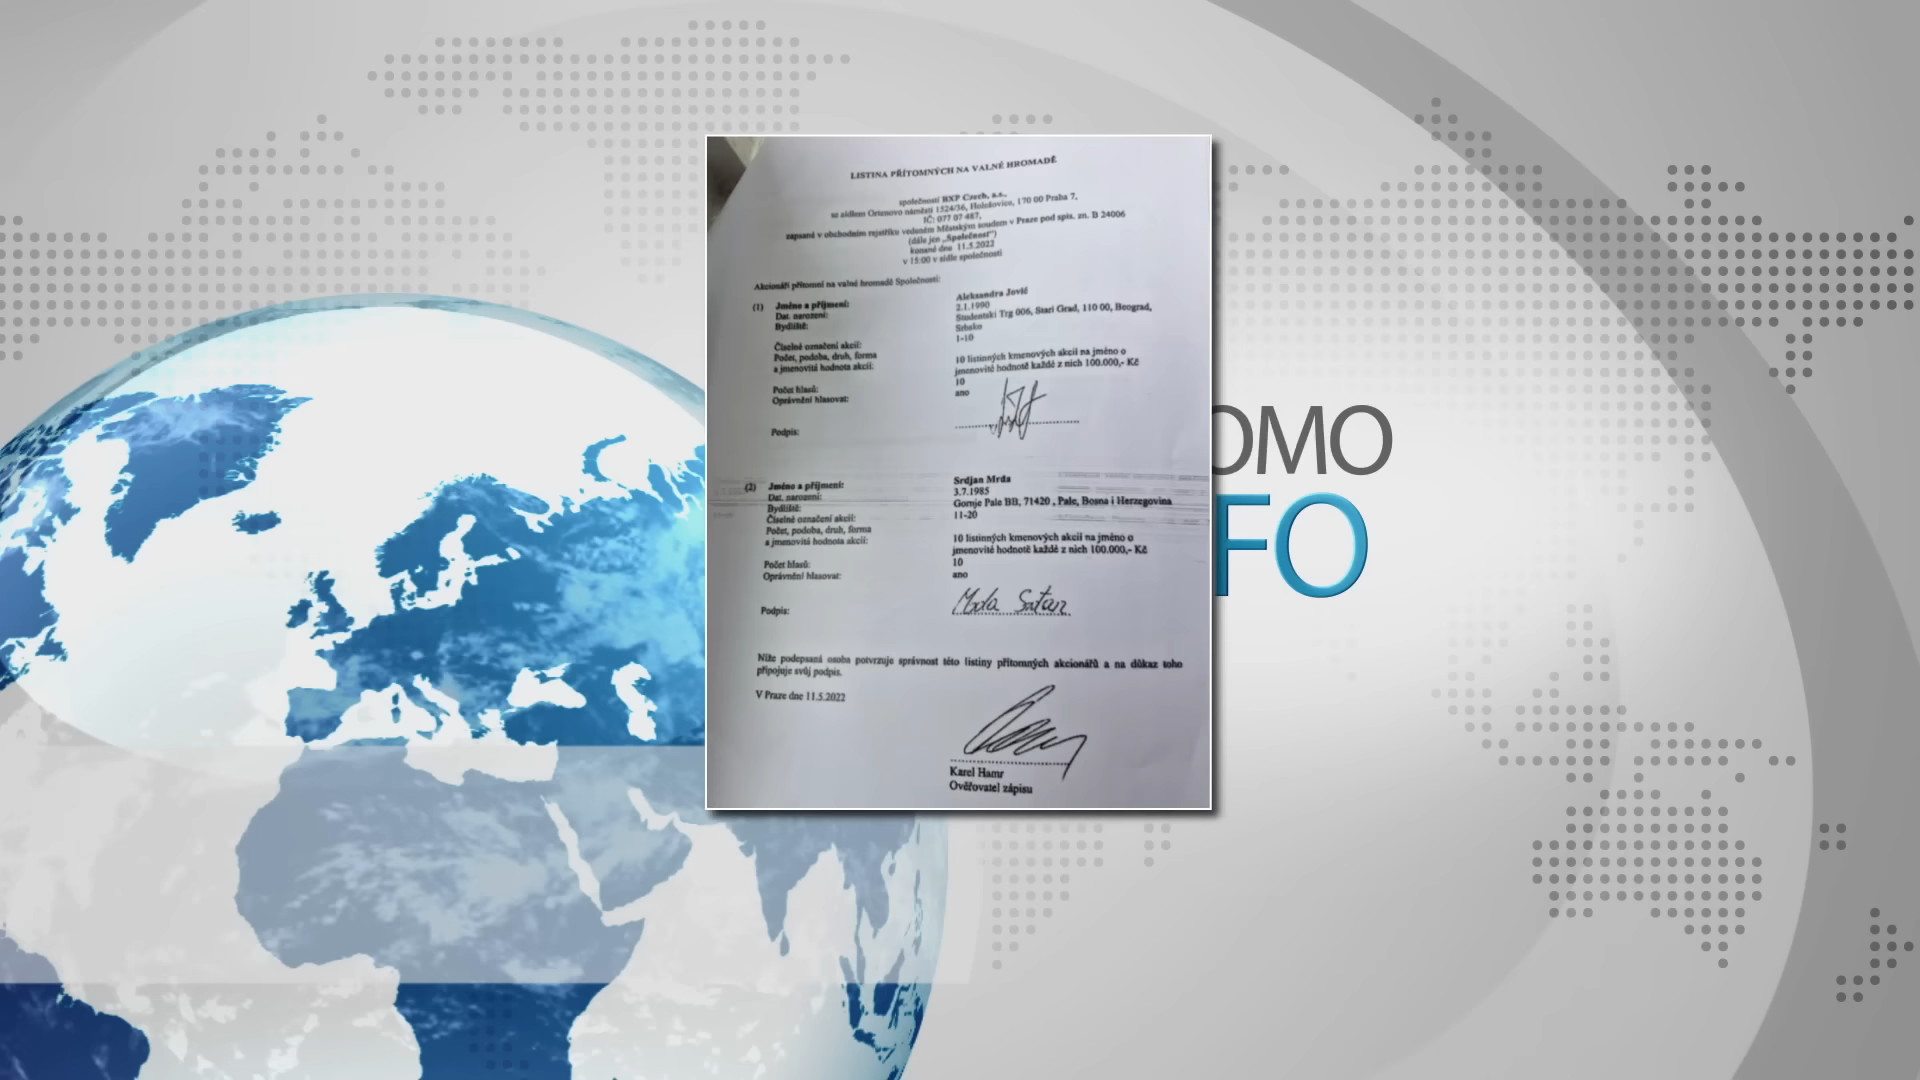 LISTINA PŘÍTOMNÝCH NA VALNÉ HROMADĚ
společnosti BXP Czech, a.s.,
se sídlem Ortenovo náměstí 1524/36, Holešovice, 170 00 Praha 7,
IČ: 077 07 487,
zapsané v obchodním rejstříku vedeném Městským soudem v Praze pod spis. zn. B 24006
(dále jen „Společnost“)
konané dne 11.5.2022
v 15:00 v sídle společnosti
Akcionáři přítomní na valné hromadě Společnosti:
(1) Jméno a příjmení: Aleksandra Jovič
Dat. narození: 2.1.1990
Bydliště: Studentski Trg 006, Stari Grad, 110 00, Beograd,
Srbsko
Číselné označení akcií: 1-10
Počet, podoba, druh, forma
a jmenovitá hodnota akcií: 10 listinných kmenových akcií na jméno o
jmenovité hodnotě každé z nich 100.000,- Kč
Počet hlasů: 10
Oprávnění hlasovat: ano
Podpis:
(2) Jméno a příjmení: Srdjan Mrda
Dat. narození: 3.7.1985
Bydliště: Gornje Pale BB, 71420 , Pale, Bosna i Herzegovina
Číselné označení akcií: 11-20
Počet, podoba, druh, forma
a jmenovitá hodnota akcií: 10 listinných kmenových akcií na jméno o
jmenovité hodnotě každé z nich 100.000,- Kč
Počet hlasů: 10
Oprávnění hlasovat: ano
Podpis:
Níže podepsaná osoba potvrzuje správnost této listiny přítomných akcionářů a na důkaz toho
připojuje svůj podpis.
V Praze dne 11.5.2022
Karel Hamr
Ověřovatel zápisu
OMO
FO